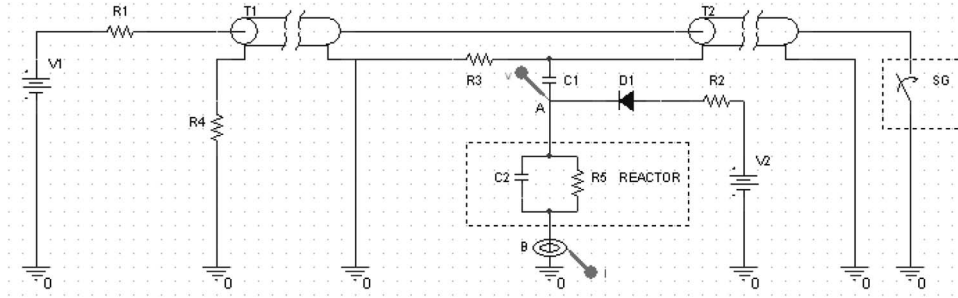 R1
T1
T2
V1
R3
V
C1
D1
R2
SG
A
R4
C2
R5 REACTOR
V2
B
i
0 0 0 0 0 0 0